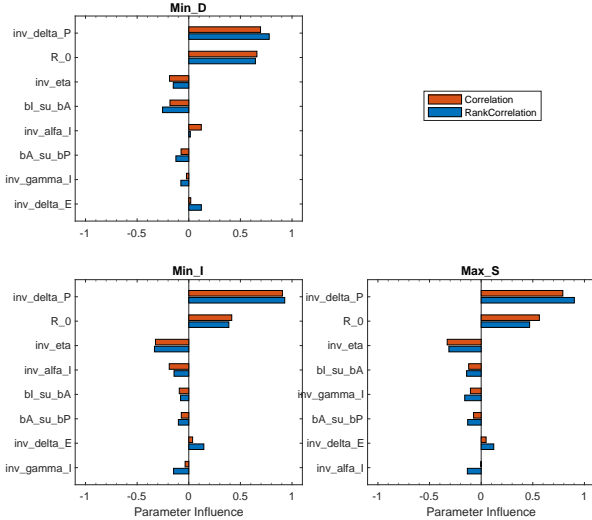 Min_D
inv_delta_P
R_0
inv_eta
bI_su_bA
inv_alfa_I
bA_su_bP
inv_gamma_I
inv_delta_E
-1 -0.5 0 0.5 1
Correlation
RankCorrelation
Min_I
inv_delta_P
R_0
inv_eta
inv_alfa_I
bI_su_bA
bA_su_bP
inv_delta_E
inv_gamma_I
-1 -0.5 0 0.5 1
Parameter Influence
Max_S
inv_delta_P
R_0
inv_eta
bI_su_bA
inv_gamma_I
bA_su_bP
inv_delta_E
inv_alfa_I
-1 -0.5 0 0.5 1
Parameter Influence